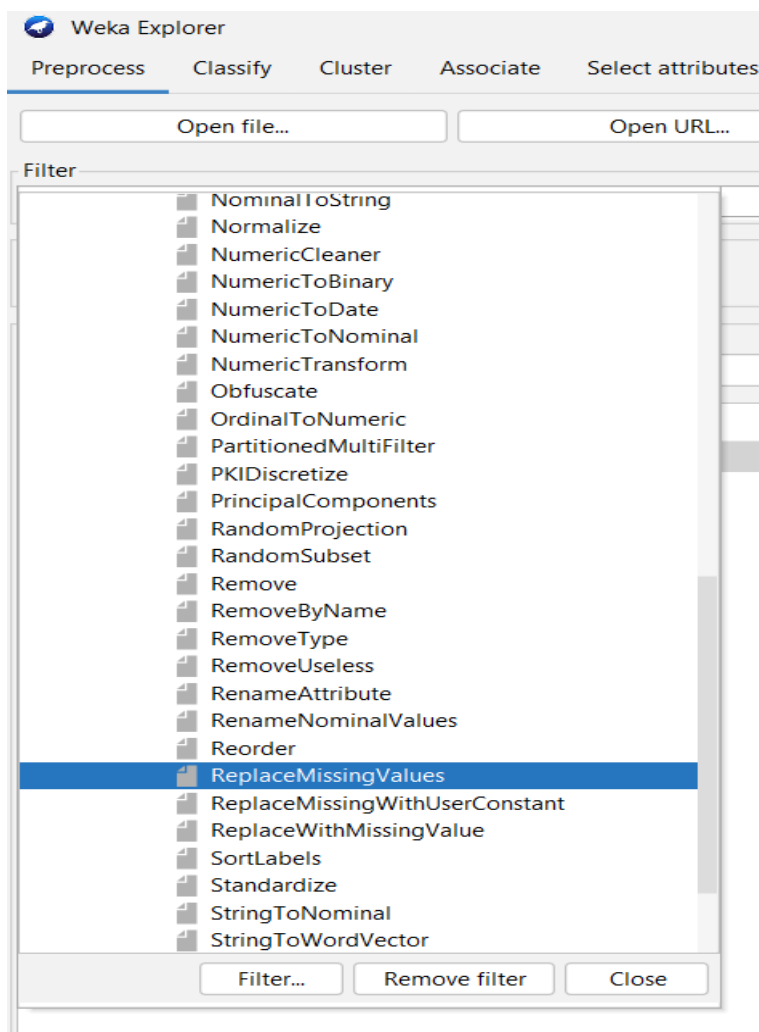 Weka Explorer
Preprocess Classify Cluster Associate Select attributes
Open file... Open URL...
Filter
NominalToString
Normalize
NumericCleaner
NumericToBinary
NumericToDate
NumericToNominal
NumericTransform
Obfuscate
OrdinalToNumeric
PartitionedMultiFilter
PKIDiscretize
PrincipalComponents
RandomProjection
RandomSubset
Remove
RemoveByName
RemoveType
RemoveUseless
RenameAttribute
RenameNominalValues
Reorder
ReplaceMissingValues
ReplaceMissingWithUserConstant
ReplaceWithMissingValue
SortLabels
Standardize
StringToNominal
StringToWordVector
Filter... Remove filter Close